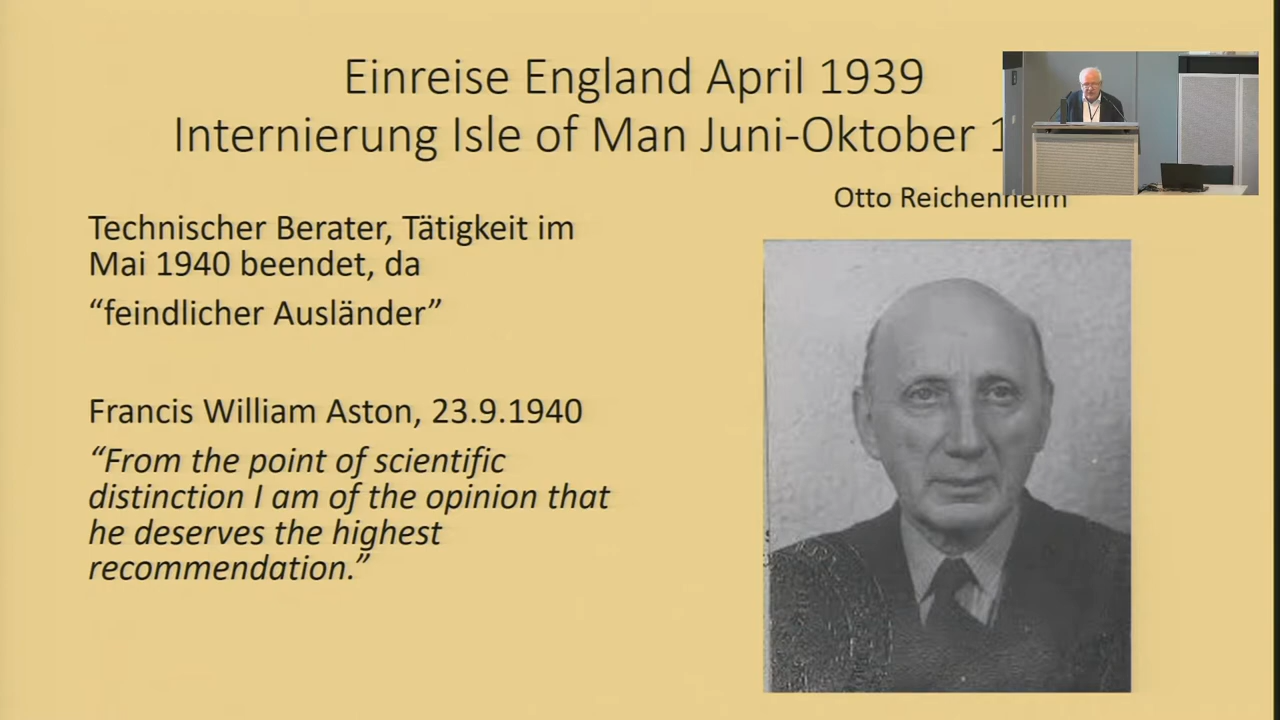 Einreise England April 1939
Internierung Isle of Man Juni-Oktober
Otto Reichenheim
Technischer Berater, Tätigkeit im
Mai 1940 beendet, da
“feindlicher Ausländer”
Francis William Aston, 23.9.1940
“From the point of scientific
distinction I am of the opinion that
he deserves the highest
recommendation.”